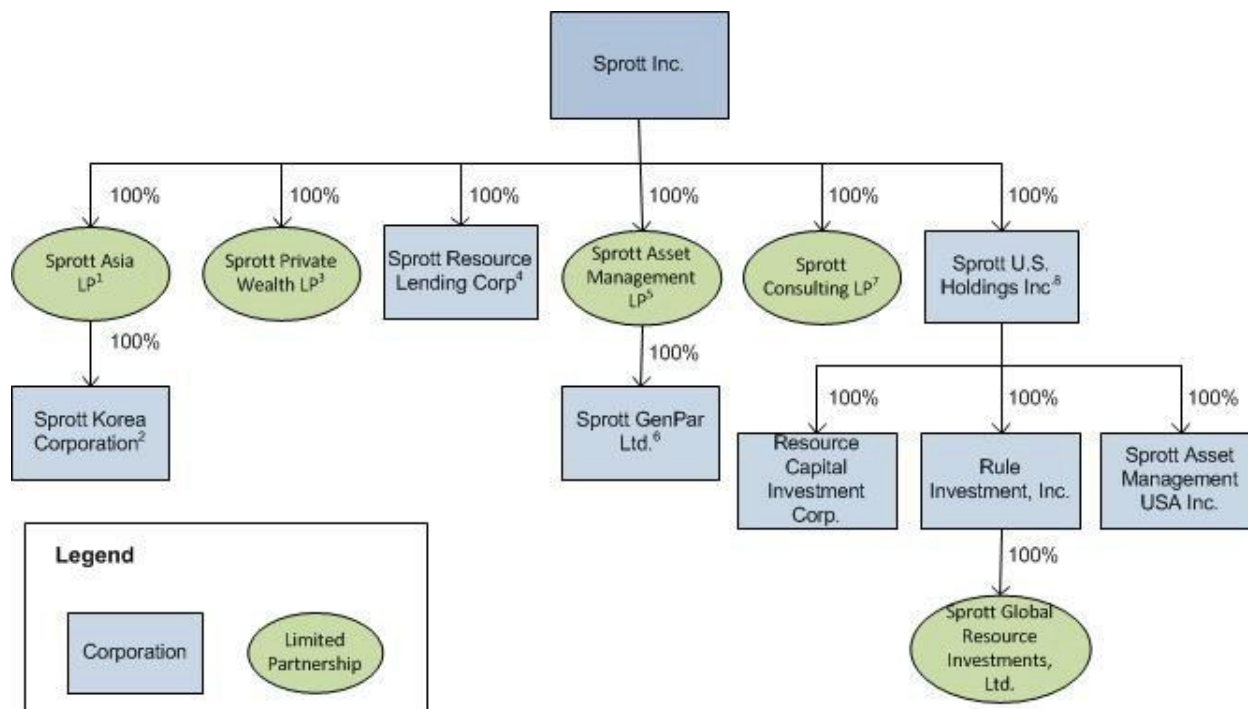 Sprott Inc.
100%
100%
100%
100%
100%
100%
Sprott Asia
LP¹
Sprott Private
Wealth LP³
Sprott Resource
Lending Corp⁴
Sprott Asset
Management
LP⁵
Sprott
Consulting LP⁷
Sprott U.S.
Holdings Inc.⁸
100%
100%
100%
100%
100%
Sprott Korea
Corporation²
Sprott GenPar
Ltd.⁶
Resource
Capital
Investment
Corp.
Rule
Investment, Inc.
Sprott Asset
Management
USA Inc.
100%
Sprott Global
Resource
Investments,
Ltd.
Legend
Corporation
Limited
Partnership